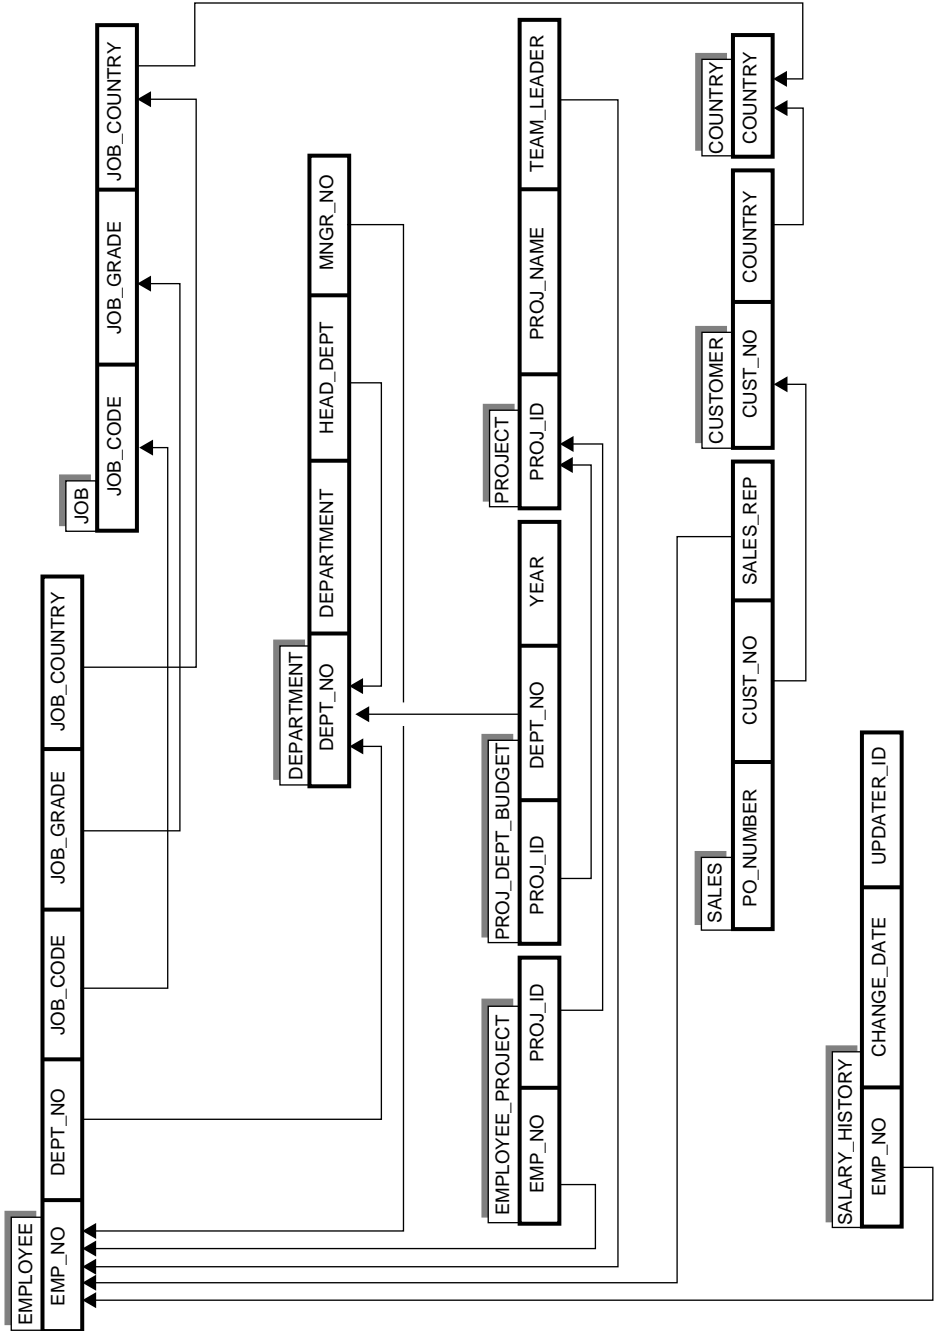 EMPLOYEE
EMP_NO DEPT_NO JOB_CODE JOB_GRADE JOB_COUNTRY
JOB
JOB_CODE JOB_GRADE JOB_COUNTRY
DEPARTMENT
DEPT_NO DEPARTMENT HEAD_DEPT MNGR_NO
EMPLOYEE_PROJECT PROJ_DEPT_BUDGET PROJECT
EMP_NO PROJ_ID PROJ_ID DEPT_NO YEAR PROJ_ID PROJ_NAME TEAM_LEADER
SALES CUSTOMER COUNTRY
PO_NUMBER CUST_NO SALES_REP CUST_NO COUNTRY COUNTRY
SALARY_HISTORY
EMP_NO CHANGE_DATE UPDATER_ID